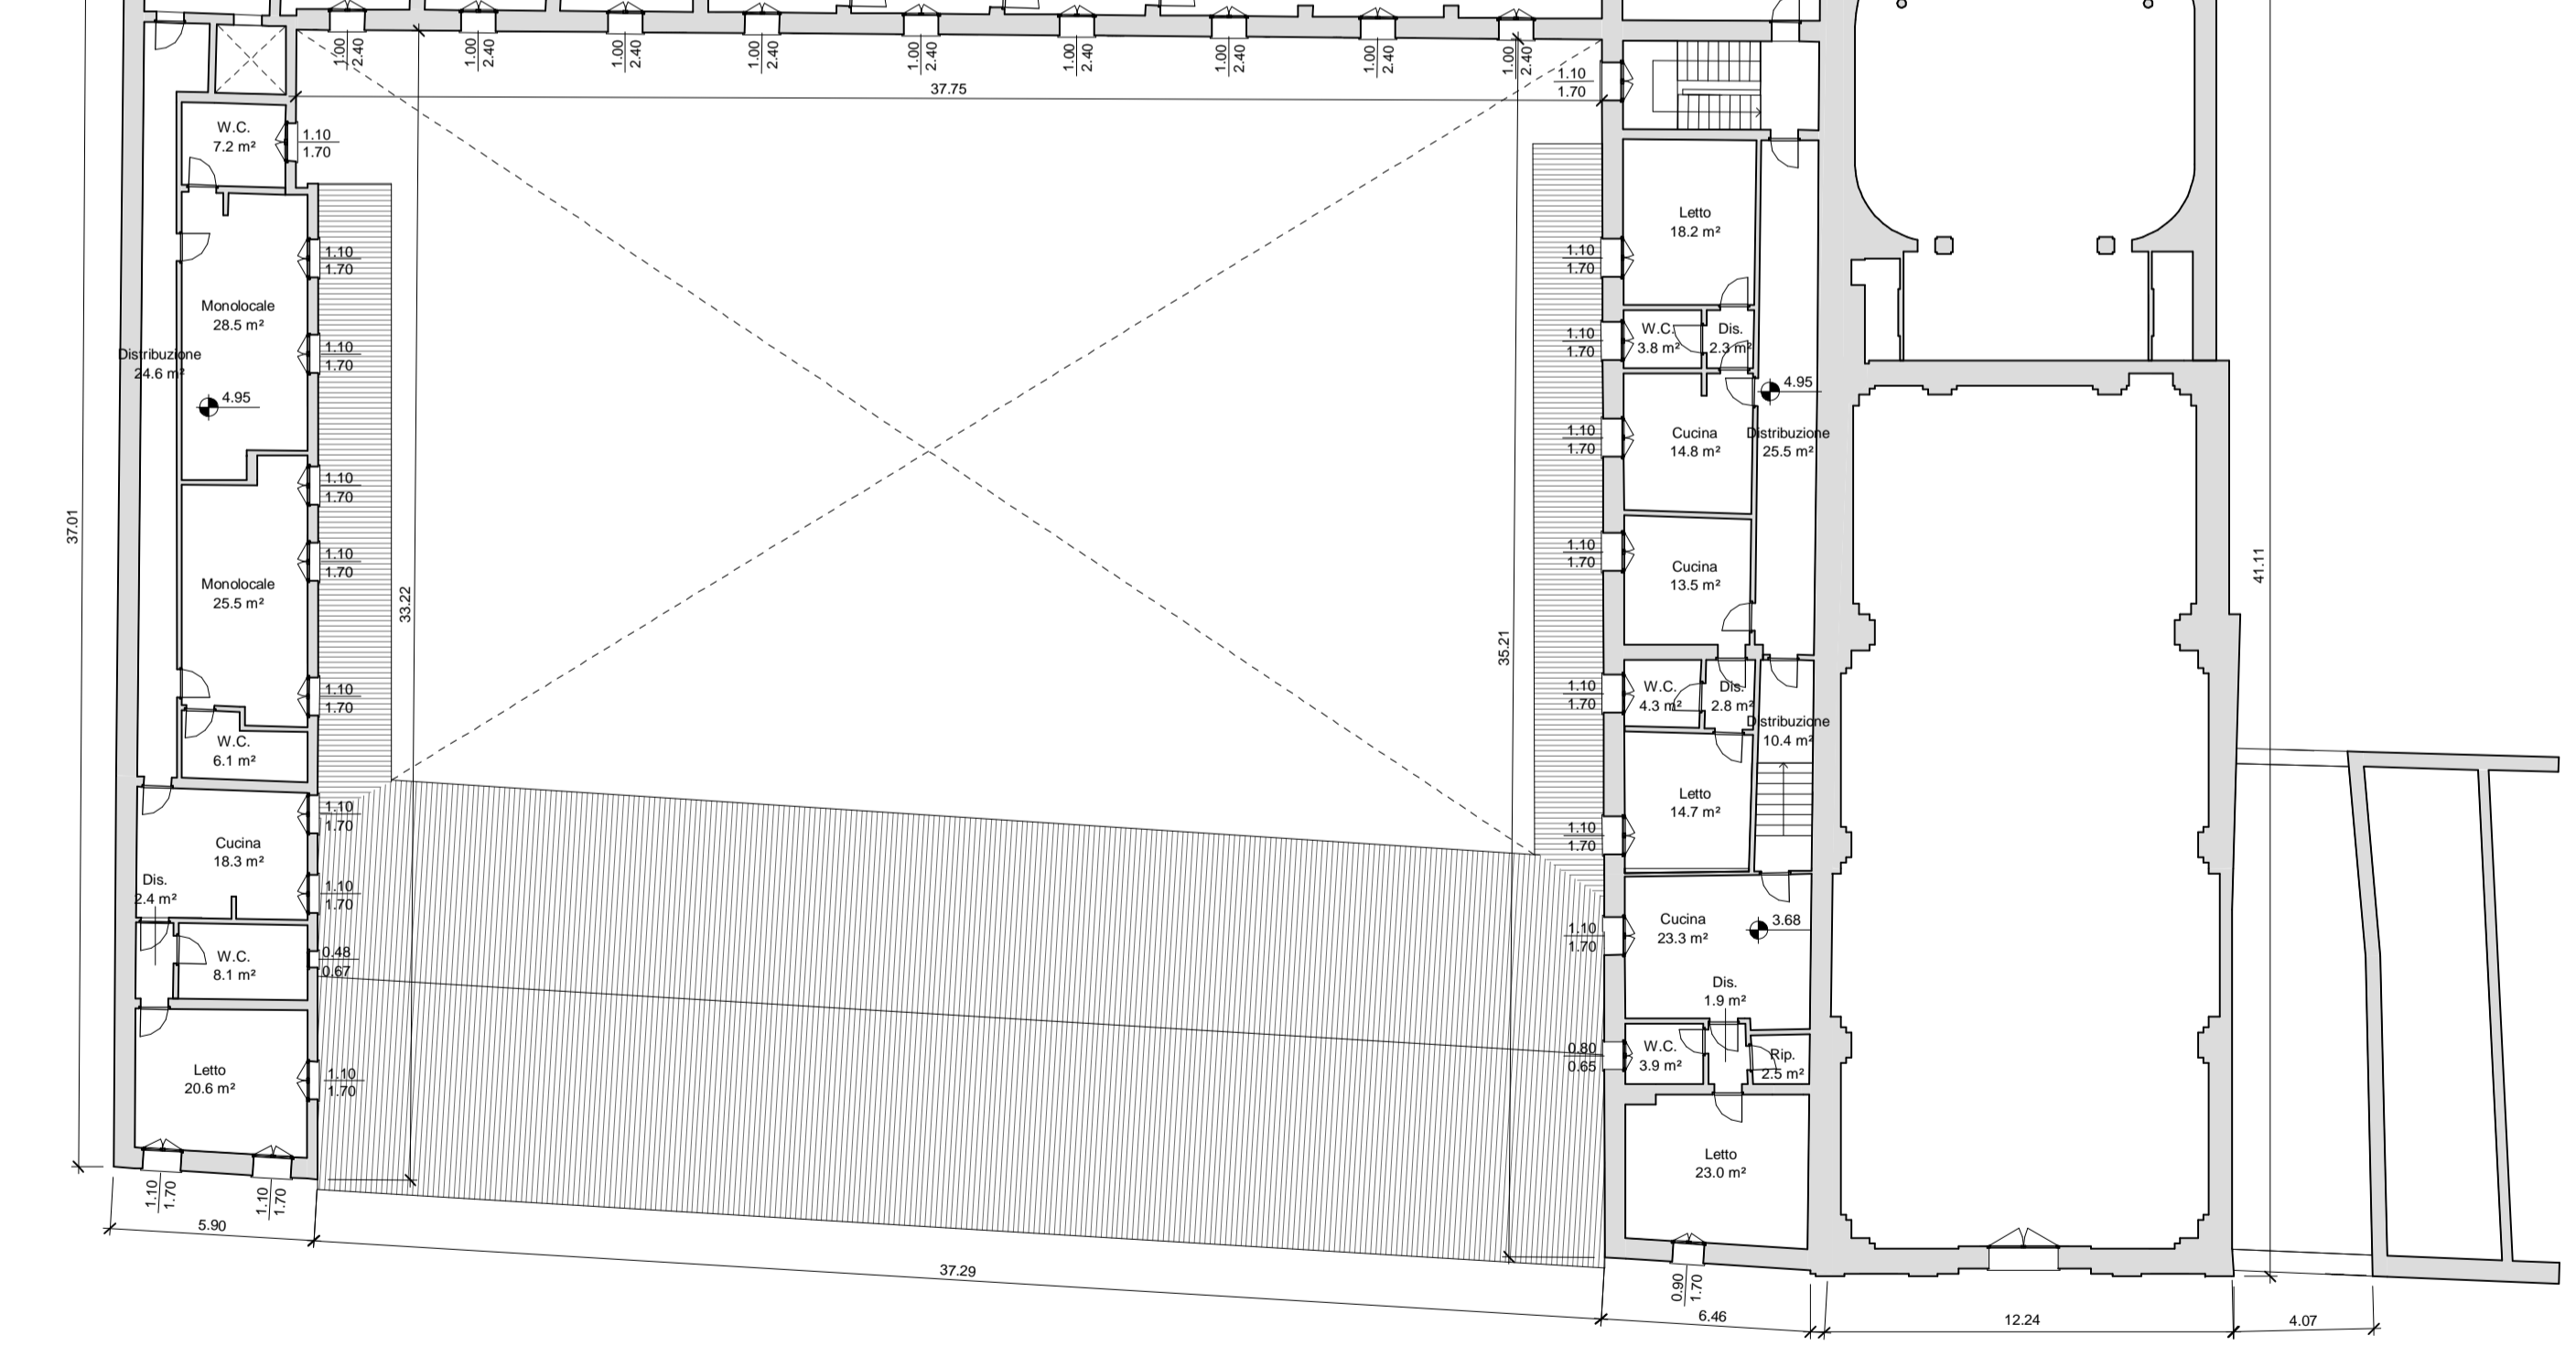 1.00
2.40
1.00
2.40
1.00
2.40
1.00
2.40
1.00
2.40
1.00
2.40
1.00
2.40
1.00
2.40
1.00
2.40
37.75
1.10
1.70
W.C.
7.2 m²
1.10
1.70
Monolocale
28.5 m²
Distribuzione
24.6 m²
4.95
1.10
1.70
1.10
1.70
1.10
1.70
1.10
1.70
1.10
1.70
Monolocale
25.5 m²
37.01
33.22
W.C.
6.1 m²
1.10
1.70
Cucina
18.3 m²
Dis.
2.4 m²
1.10
1.70
W.C.
8.1 m²
0.48
0.67
Letto
20.6 m²
1.10
1.70
1.10
1.70
1.10
1.70
5.90
37.29
35.21
Letto
18.2 m²
1.10
1.70
1.10
1.70
W.C.
3.8 m²
Dis.
2.3 m²
4.95
1.10
1.70
Cucina
14.8 m²
Distribuzione
25.5 m²
1.10
1.70
Cucina
13.5 m²
1.10
1.70
W.C.
4.3 m²
Dis.
2.8 m²
Distribuzione
10.4 m²
1.10
1.70
Letto
14.7 m²
1.10
1.70
Cucina
23.3 m²
3.68
Dis.
1.9 m²
0.80
0.65
W.C.
3.9 m²
Rip.
2.5 m²
Letto
23.0 m²
0.90
1.70
6.46
12.24
4.07
41.11